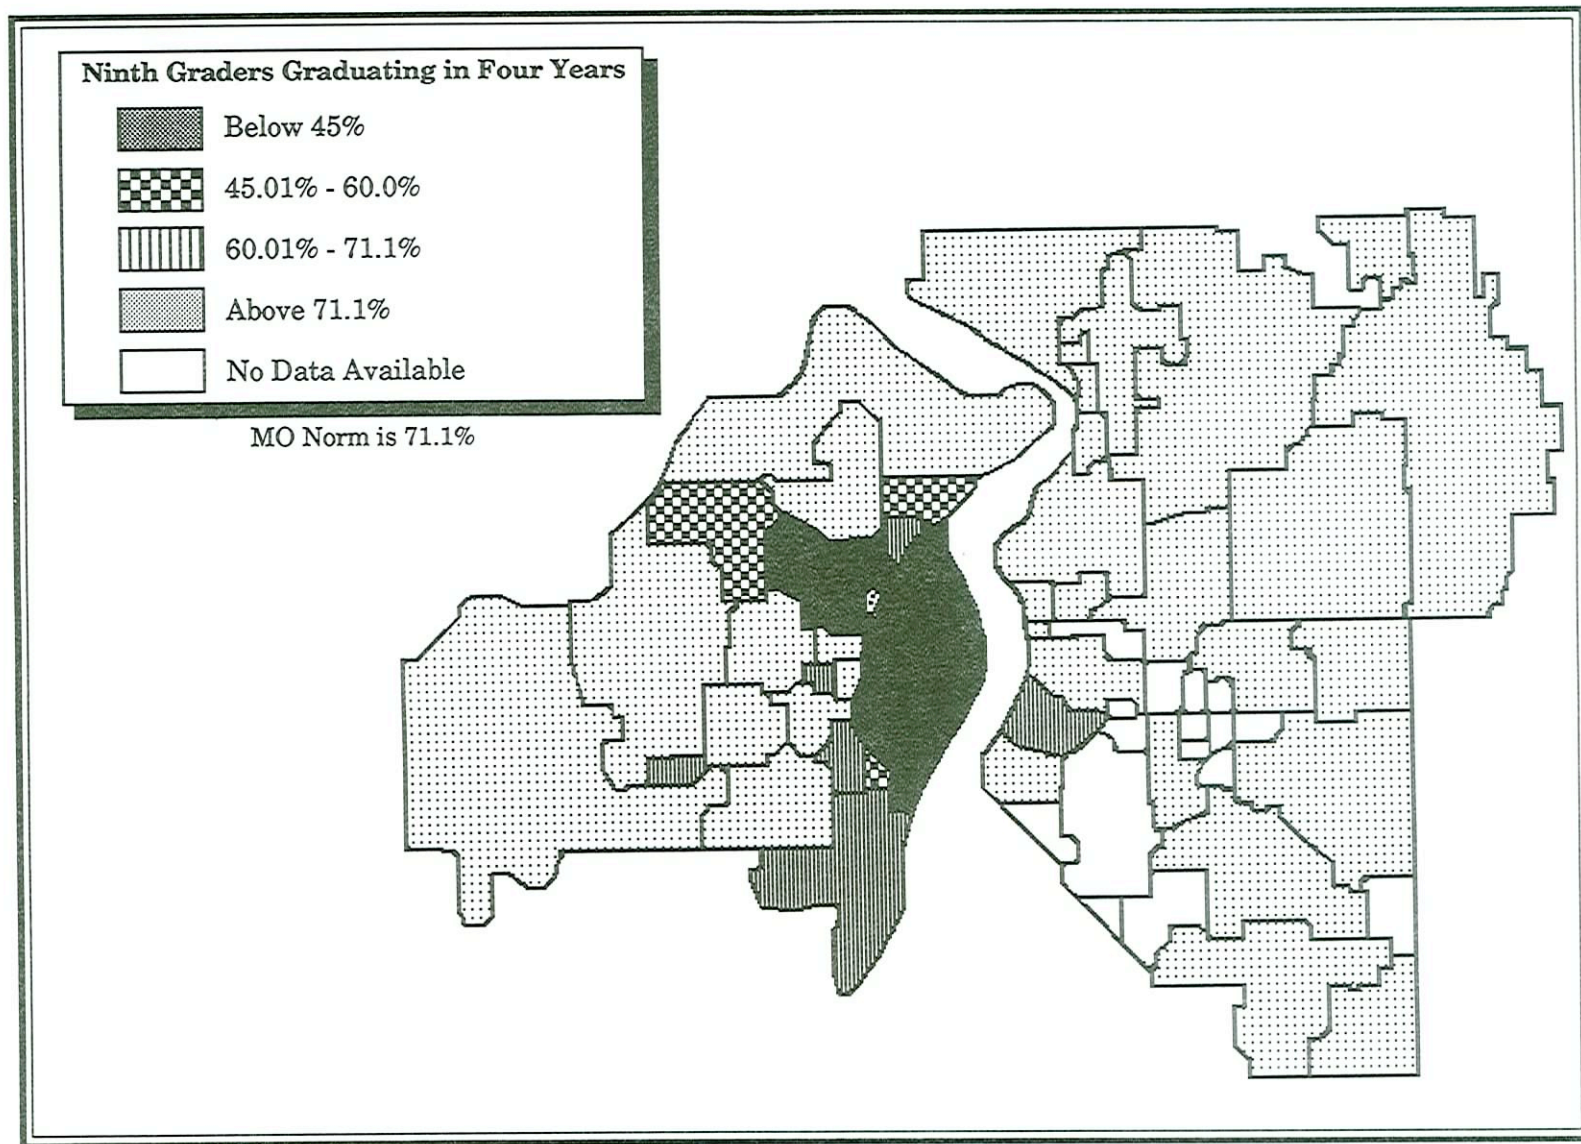 Ninth Graders Graduating in Four Years
Below 45%
45.01% - 60.0%
60.01% - 71.1%
Above 71.1%
No Data Available
MO Norm is 71.1%